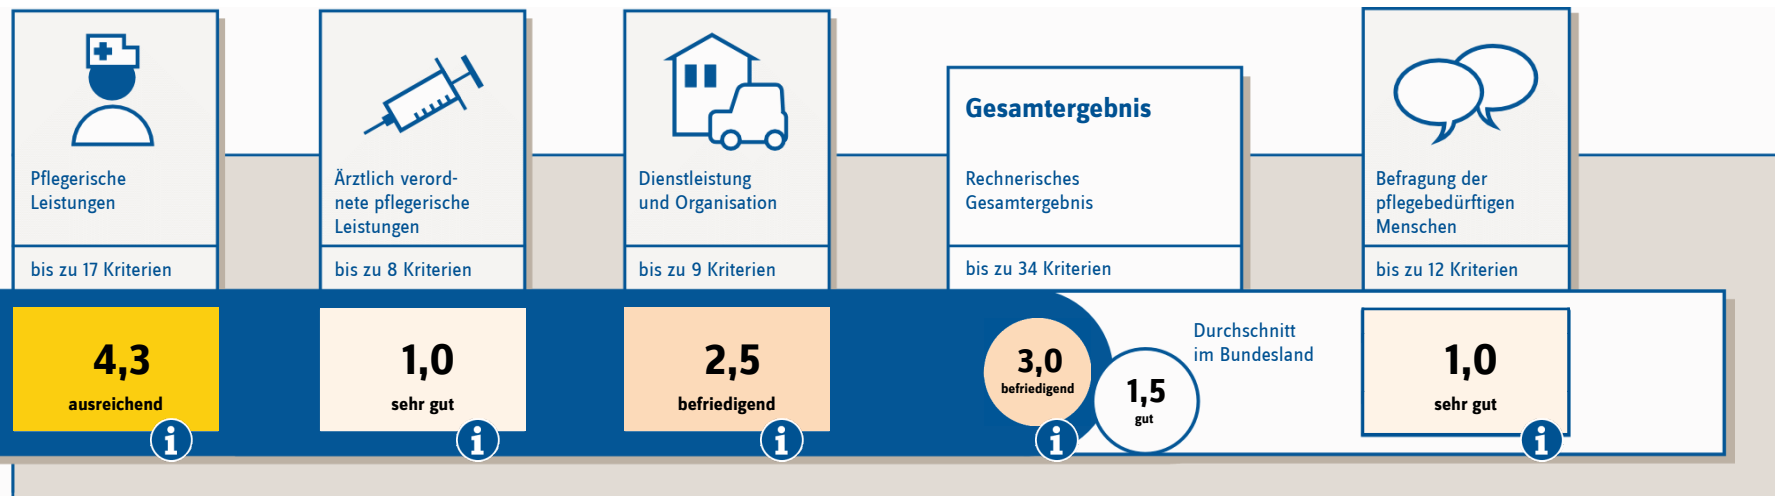 Pflegerische
Leistungen
bis zu 17 Kriterien
4,3
ausreichend
i
Ärztlich verord-
nete pflegerische
Leistungen
bis zu 8 Kriterien
1,0
sehr gut
i
Dienstleistung
und Organisation
bis zu 9 Kriterien
2,5
befriedigend
i
Gesamtergebnis
Rechnerisches
Gesamtergebnis
bis zu 34 Kriterien
3,0
befriedigend
i
Durchschnitt
im Bundesland
1,5
gut
Befragung der
pflegebedürftigen
Menschen
bis zu 12 Kriterien
1,0
sehr gut
i